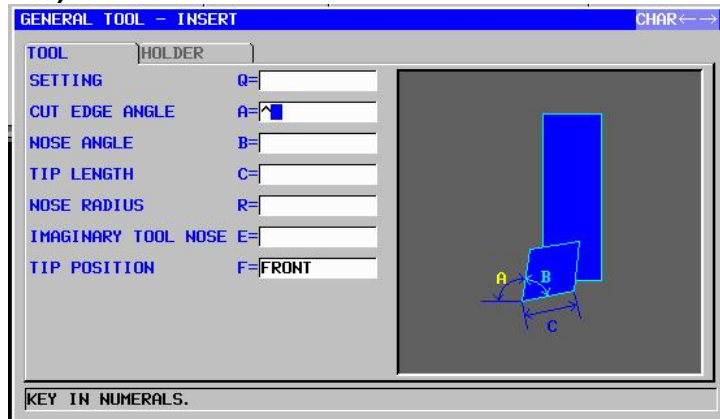 GENERAL TOOL - INSERT CHAR←→
TOOL HOLDER
SETTING Q=
CUT EDGE ANGLE A=^
NOSE ANGLE B=
TIP LENGTH C=
NOSE RADIUS R=
IMAGINARY TOOL NOSE E=
TIP POSITION F=FRONT
A B
C
KEY IN NUMERALS.